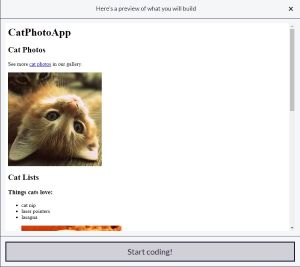 Here's a preview of what you will build
×
CatPhotoApp
Cat Photos
See more cat photos in our gallery.
Cat Lists
Things cats love:
cat nip
laser pointers
lasagna
Start coding!